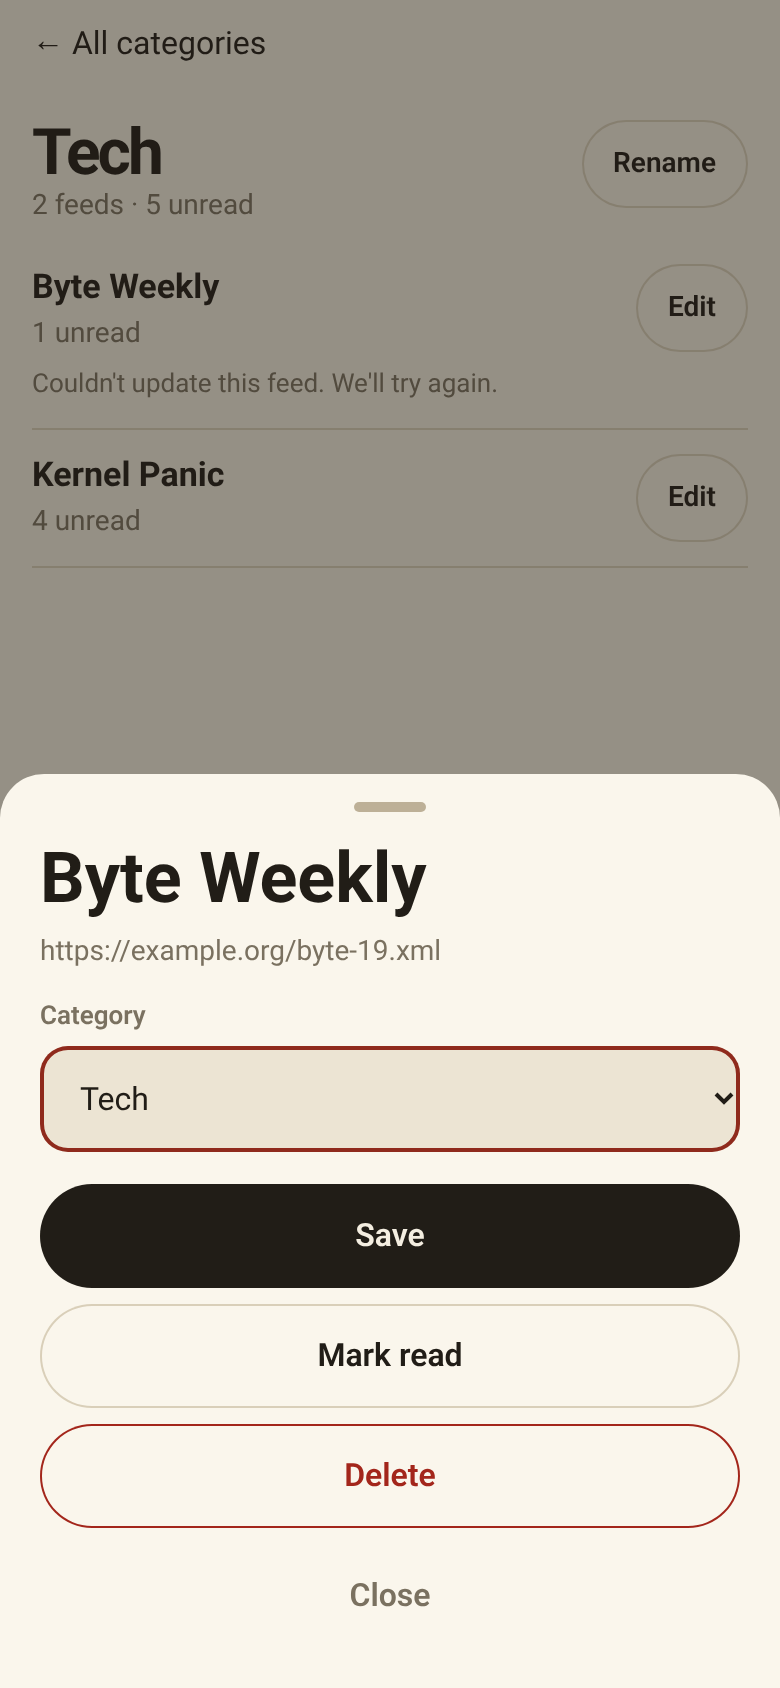 ← All categories
Tech
Rename
2 feeds · 5 unread
Byte Weekly
Edit
1 unread
Couldn't update this feed. We'll try again.
Kernel Panic
Edit
4 unread
Byte Weekly
https://example.org/byte-19.xml
Category
Tech
Save
Mark read
Delete
Close